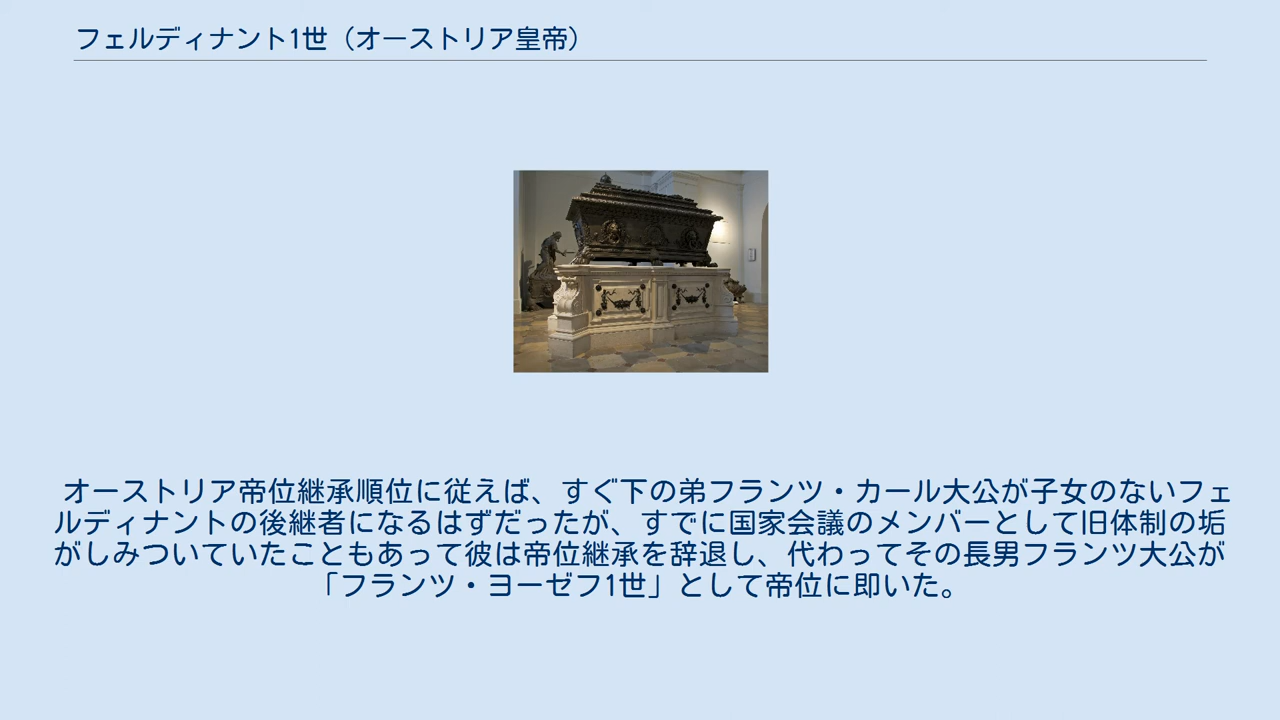 フェルディナント1世（オーストリア皇帝）
オーストリア帝位継承順位に従えば、すぐ下の弟フランツ・カール大公が子女のないフェ
ルディナントの後継者になるはずだったが、すでに国家会議のメンバーとして旧体制の垢
がしみついていたこともあって彼は帝位継承を辞退し、代わってその長男フランツ大公が
「フランツ・ヨーゼフ1世」として帝位に即いた。